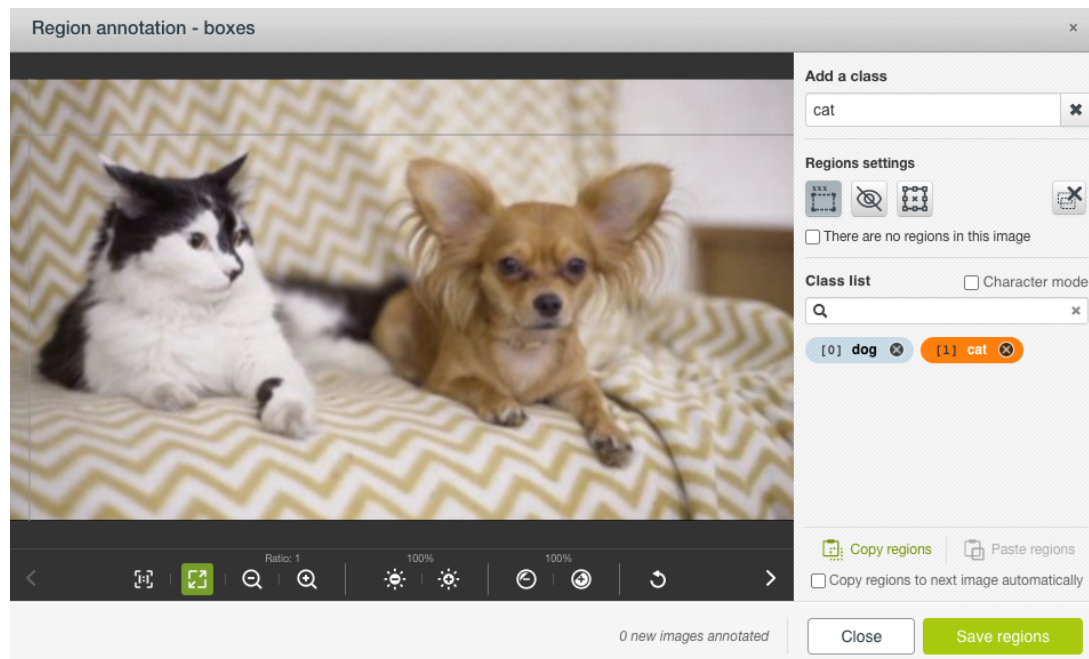 Region annotation - boxes
Add a class
cat
Regions settings
xxx
There are no regions in this image
Class list
Character mode
[0] dog
[1] cat
Copy regions
Paste regions
Copy regions to next image automatically
Ratio: 1
100%
100%
0 new images annotated
Close
Save regions